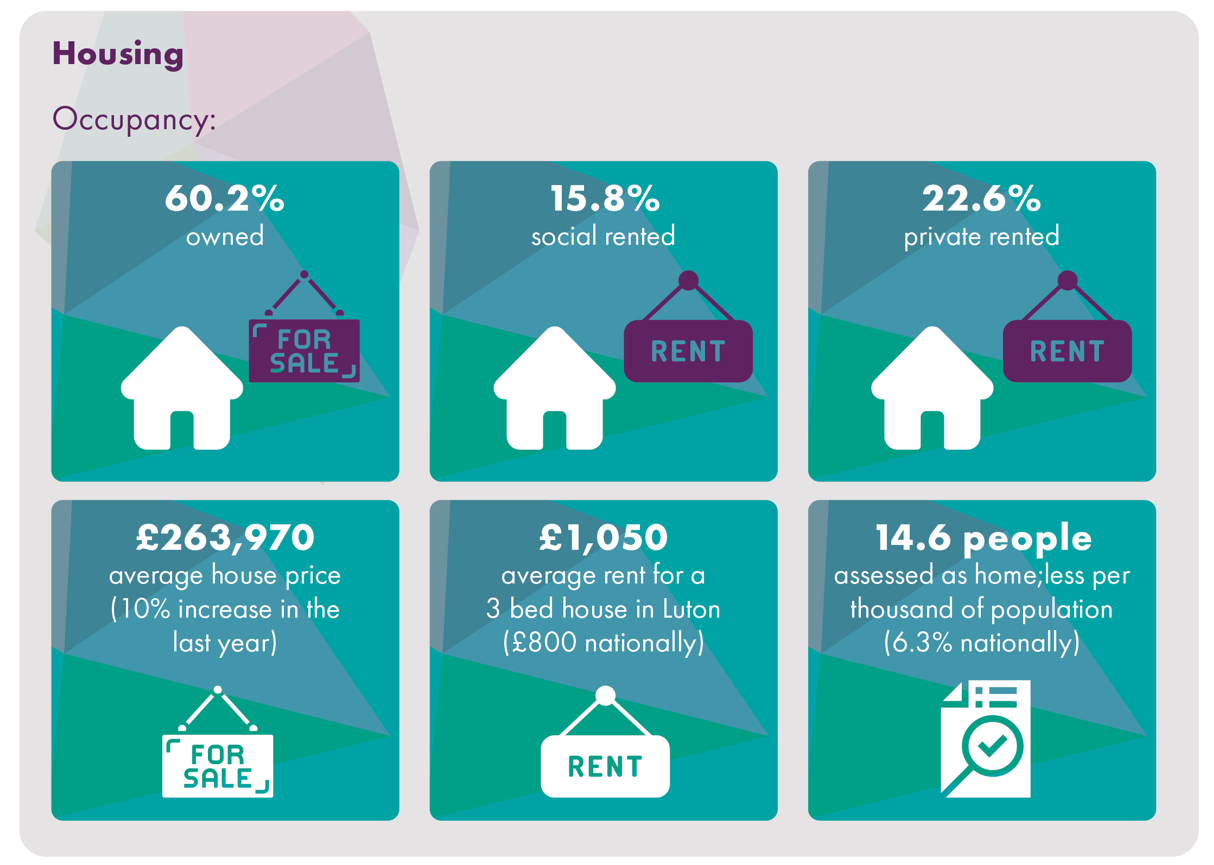 Housing
Occupancy:
60.2%
owned
FOR
SALE
15.8%
social rented
RENT
22.6%
private rented
RENT
£263,970
average house price
(10% increase in the
last year)
FOR
SALE
£1,050
average rent for a
3 bed house in Luton
(£800 nationally)
RENT
14.6 people
assessed as home;less per
thousand of population
(6.3% nationally)